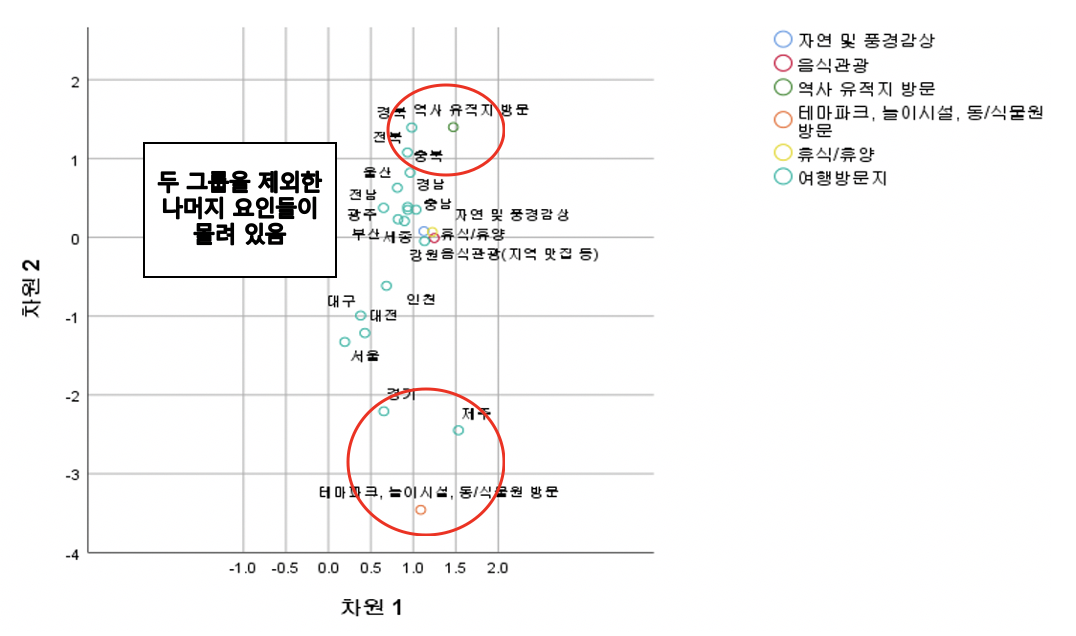 자연 및 풍경감상
음식관광
역사 유적지 방문
테마파크, 놀이시설, 동/식물원
방문
휴식/휴양
여행방문지
두 그룹을 제외한
나머지 요인들이
몰려 있음
차원 2
2
1
0
-1
-2
-3
-4
경북
역사 유적지 방문
전북
충북
울산
경남
전남
충남
광주
자연 및 풍경감상
부산
세종
휴식/휴양
강원
음식관광(지역 맛집 등)
대구
인천
대전
서울
경기
제주
테마파크, 놀이시설, 동/식물원 방문
-1.0 -0.5 0.0 0.5 1.0 1.5 2.0
차원 1